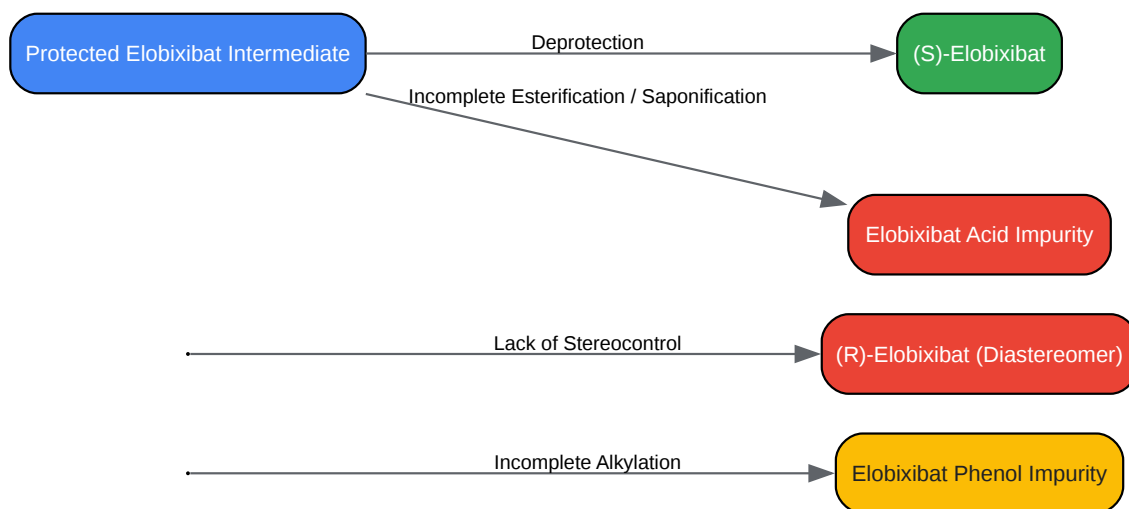 Protected Elobixibat Intermediate
Deprotection
(S)-Elobixibat
Incomplete Esterification / Saponification
Elobixibat Acid Impurity
Lack of Stereocontrol
(R)-Elobixibat (Diastereomer)
Incomplete Alkylation
Elobixibat Phenol Impurity